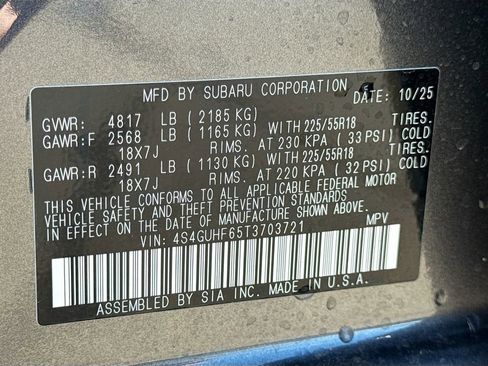 MFD BY SUBARU CORPORATION
DATE: 10/25
GVWR: 4817 LB ( 2185 KG)
GAWR:F 2568 LB ( 1165 KG) WITH 225/55R18 TIRES.
18X7J RIMS. AT 230 KPA ( 33 PSI) COLD
GAWR:R 2491 LB ( 1130 KG) WITH 225/55R18 TIRES.
18X7J RIMS. AT 220 KPA ( 32 PSI) COLD
THIS VEHICLE CONFORMS TO ALL APPLICABLE FEDERAL MOTOR
VEHICLE SAFETY AND THEFT PREVENTION STANDARDS
IN EFFECT ON THE DATE OF MANUFACTURE SHOWN ABOVE.
VIN: 4S4GUHF65T3703721 MPV
ASSEMBLED BY SIA INC. MADE IN U.S.A.